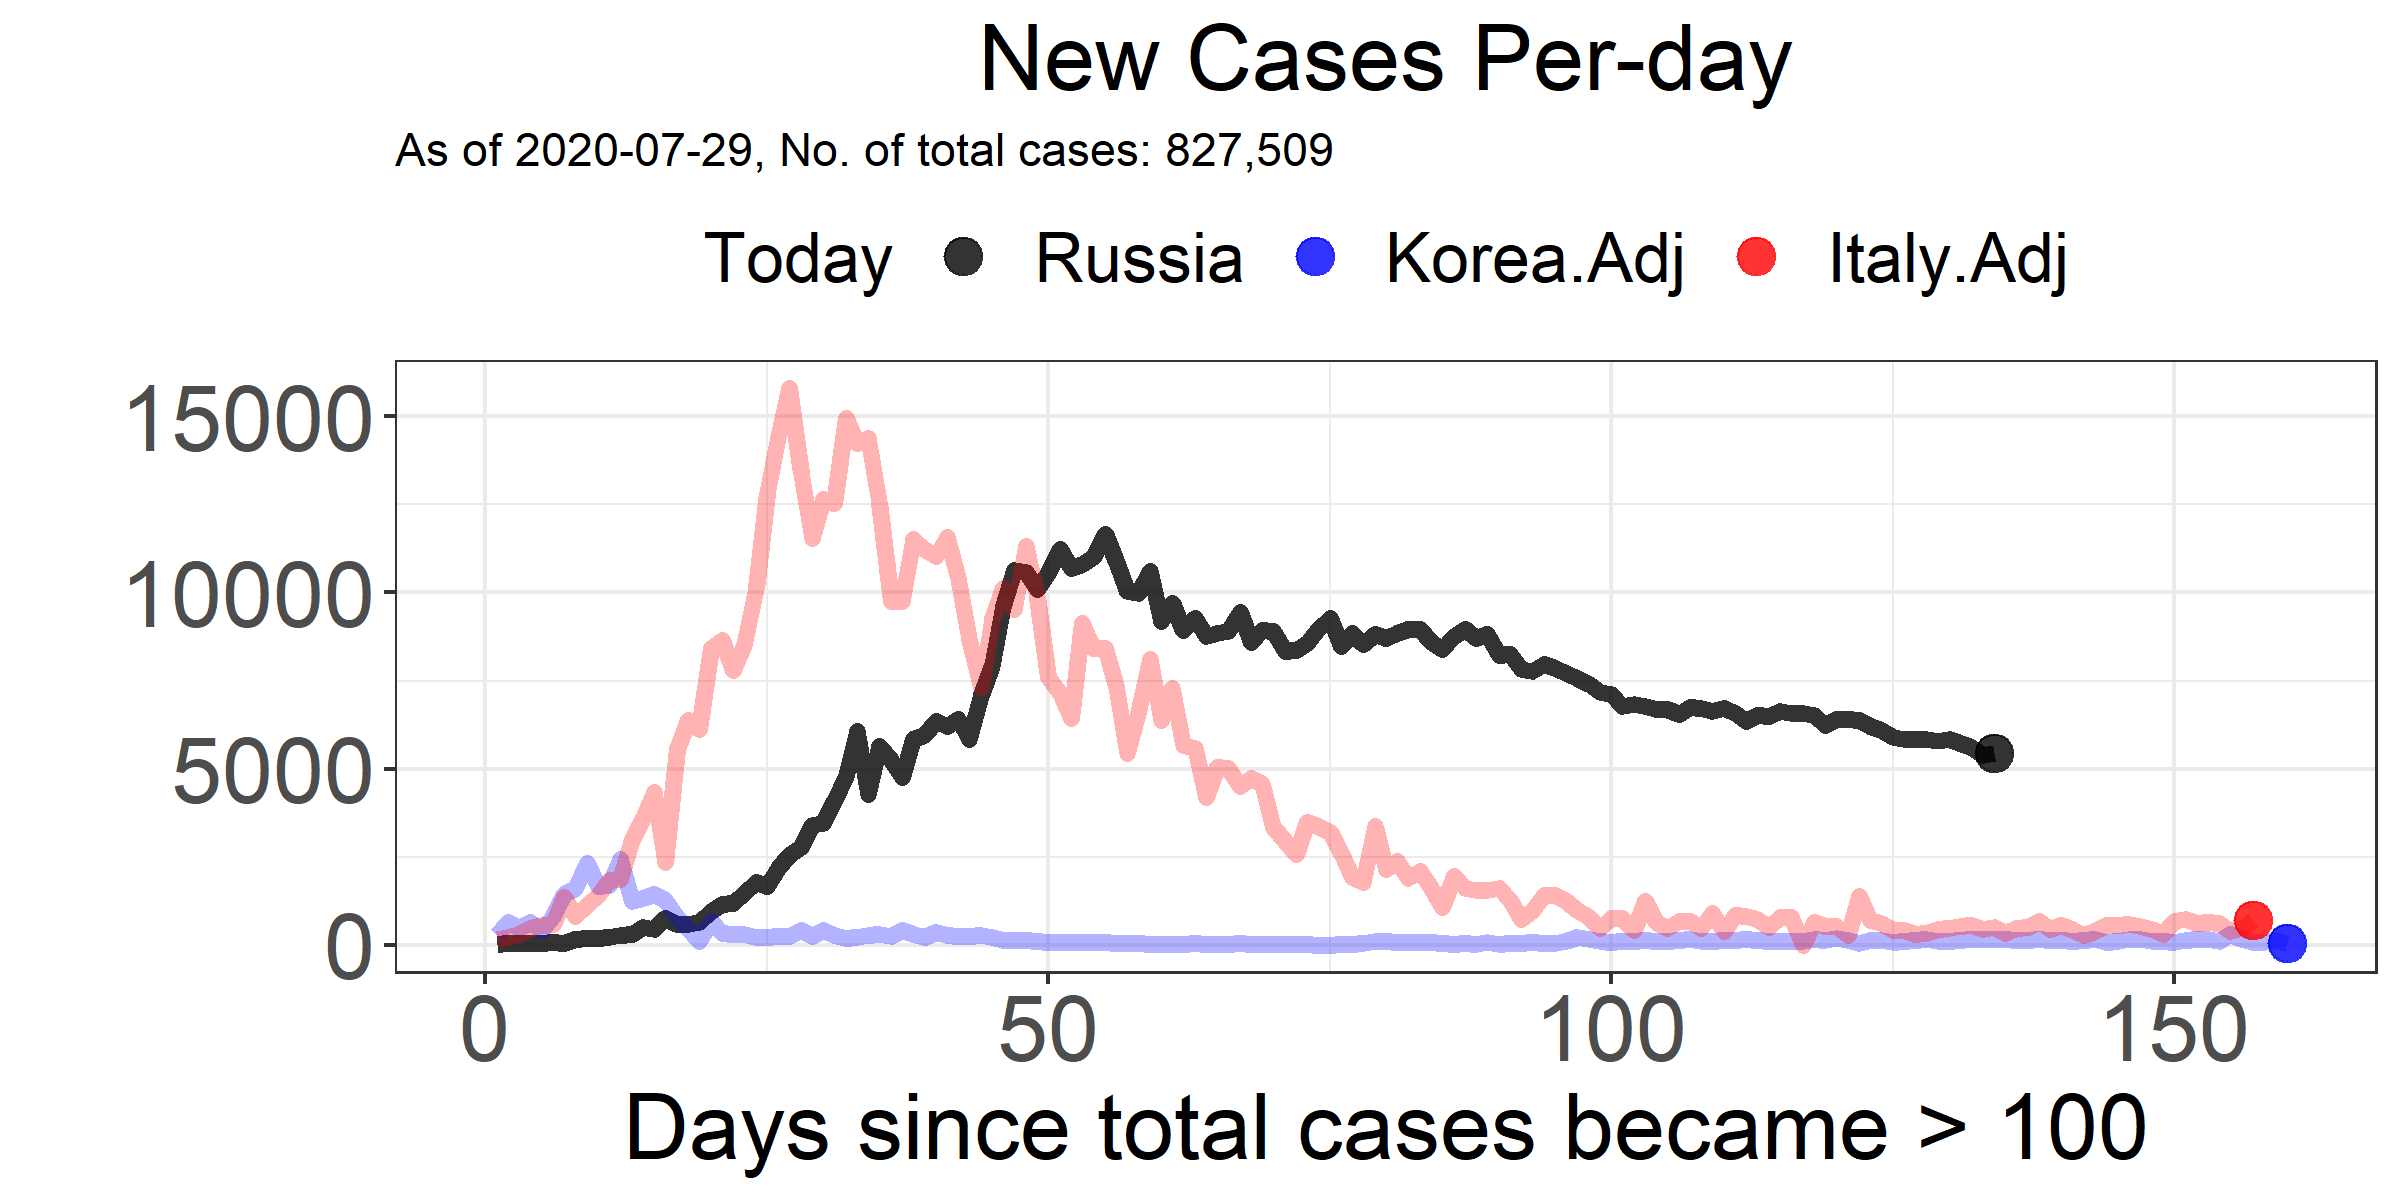 New Cases Per-day
As of 2020-07-29, No. of total cases: 827,509
Today Russia Korea.Adj Italy.Adj
15000
10000
5000
0
0 50 100 150
Days since total cases became > 100